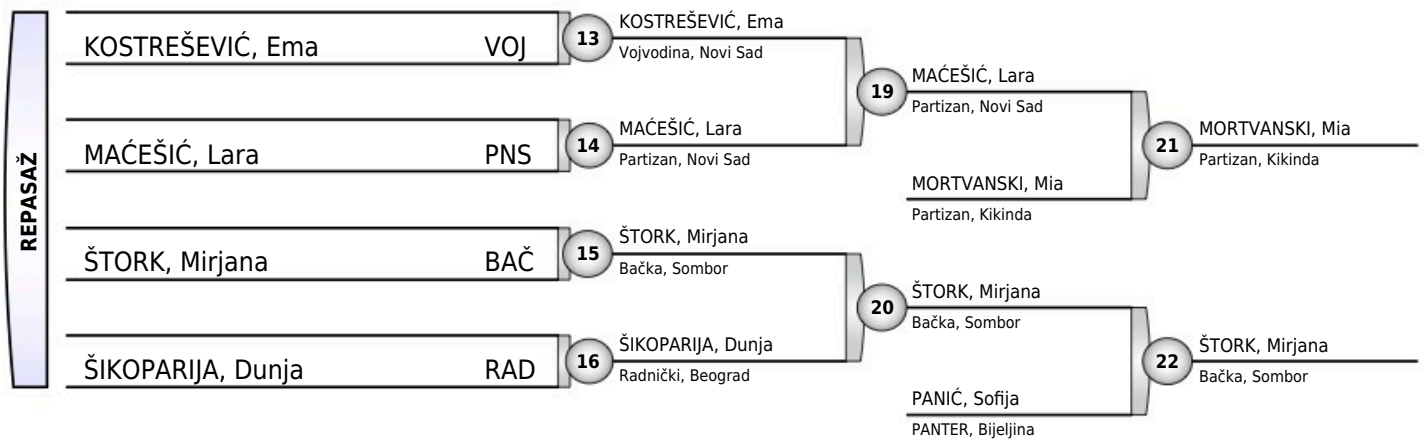 REPASAŽ
KOSTREŠEVIĆ, Ema VOJ
13
KOSTREŠEVIĆ, Ema
Vojvodina, Novi Sad
MAĆEŠIĆ, Lara PNS
14
MAĆEŠIĆ, Lara
Partizan, Novi Sad
ŠTORK, Mirjana BAČ
15
ŠTORK, Mirjana
Bačka, Sombor
ŠIKOPARIJA, Dunja RAD
16
ŠIKOPARIJA, Dunja
Radnički, Beograd
19
MAĆEŠIĆ, Lara
Partizan, Novi Sad
MORTVANSKI, Mia
Partizan, Kikinda
20
ŠTORK, Mirjana
Bačka, Sombor
PANIĆ, Sofija
PANTER, Bijeljina
21
MORTVANSKI, Mia
Partizan, Kikinda
22
ŠTORK, Mirjana
Bačka, Sombor